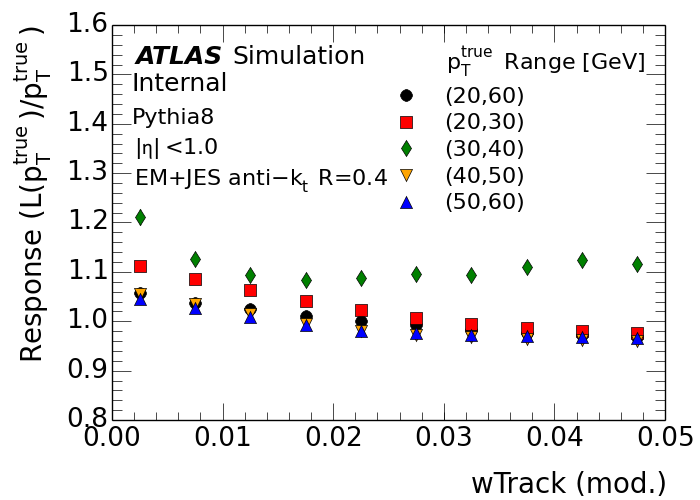 Response (L(p_T^true)/p_T^true)
1.6
1.5
1.4
1.3
1.2
1.1
1.0
0.9
0.8
ATLAS Simulation
Internal
Pythia8
|η| <1.0
EM+JES anti−k_t R=0.4
p_T^true Range [GeV]
(20,60)
(20,30)
(30,40)
(40,50)
(50,60)
0.00 0.01 0.02 0.03 0.04 0.05
wTrack (mod.)